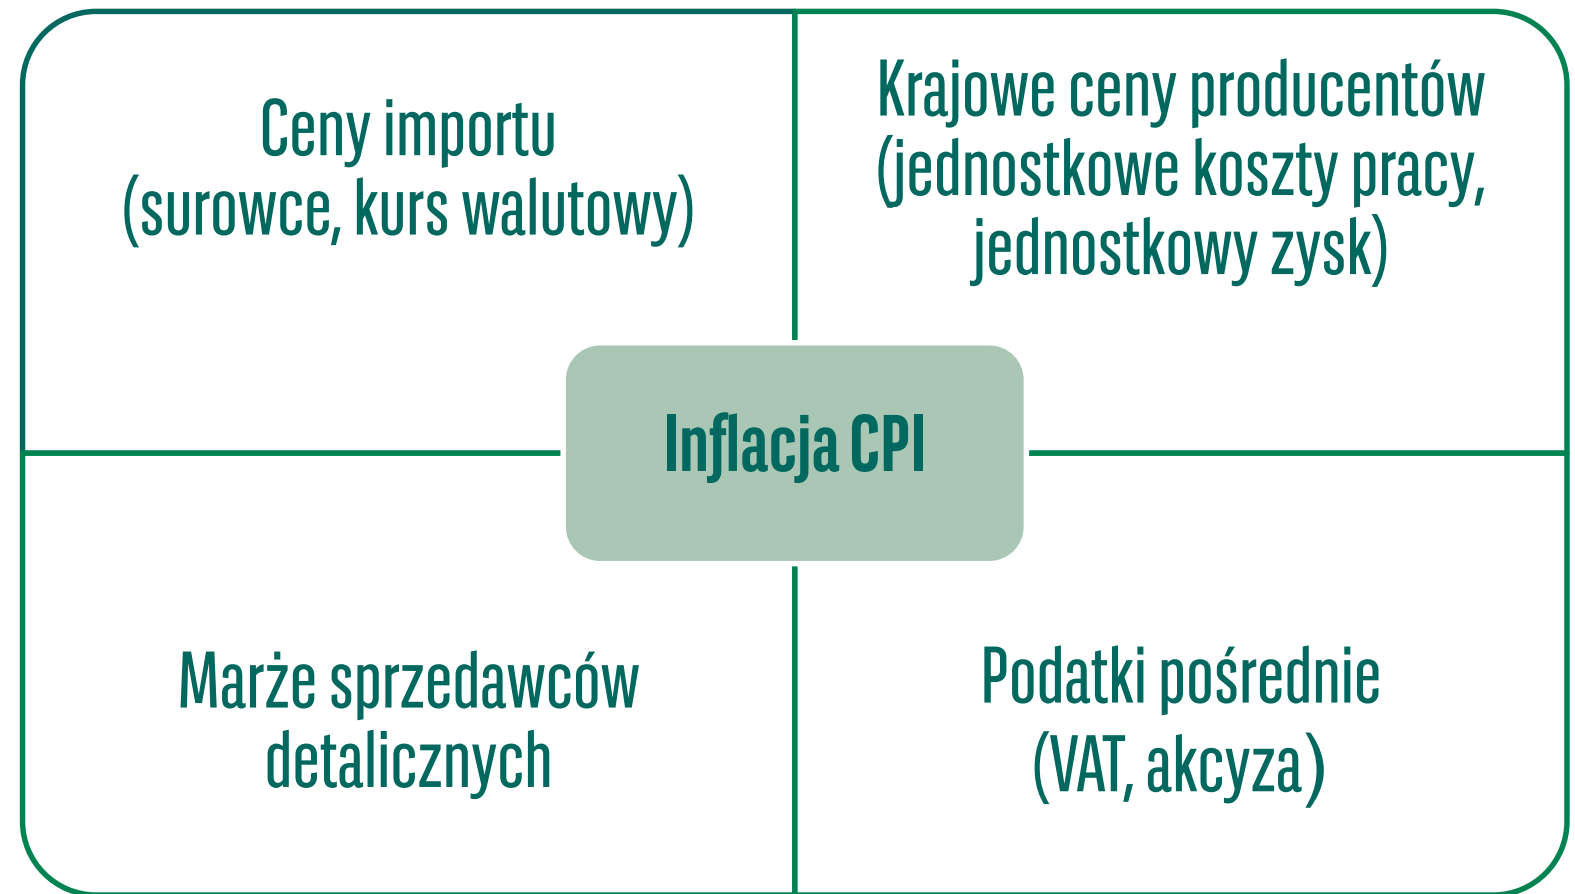 Ceny importu
(surowce, kurs walutowy)
Krajowe ceny producentów
(jednostkowe koszty pracy,
jednostkowy zysk)
Inflacja CPI
Marże sprzedawców
detalicznych
Podatki pośrednie
(VAT, akcyza)